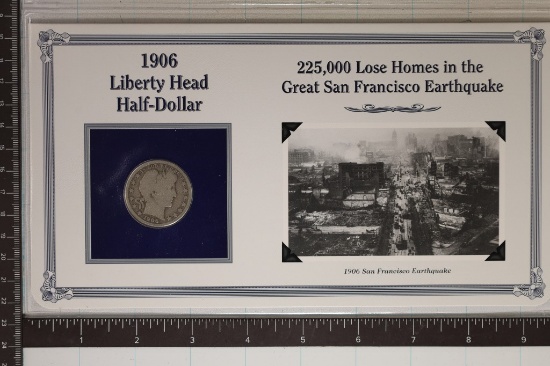 1906
Liberty Head
Half-Dollar
225,000 Lose Homes in the
Great San Francisco Earthquake
1906 San Francisco Earthquake
1 2 3 4 5 6 7 8 9